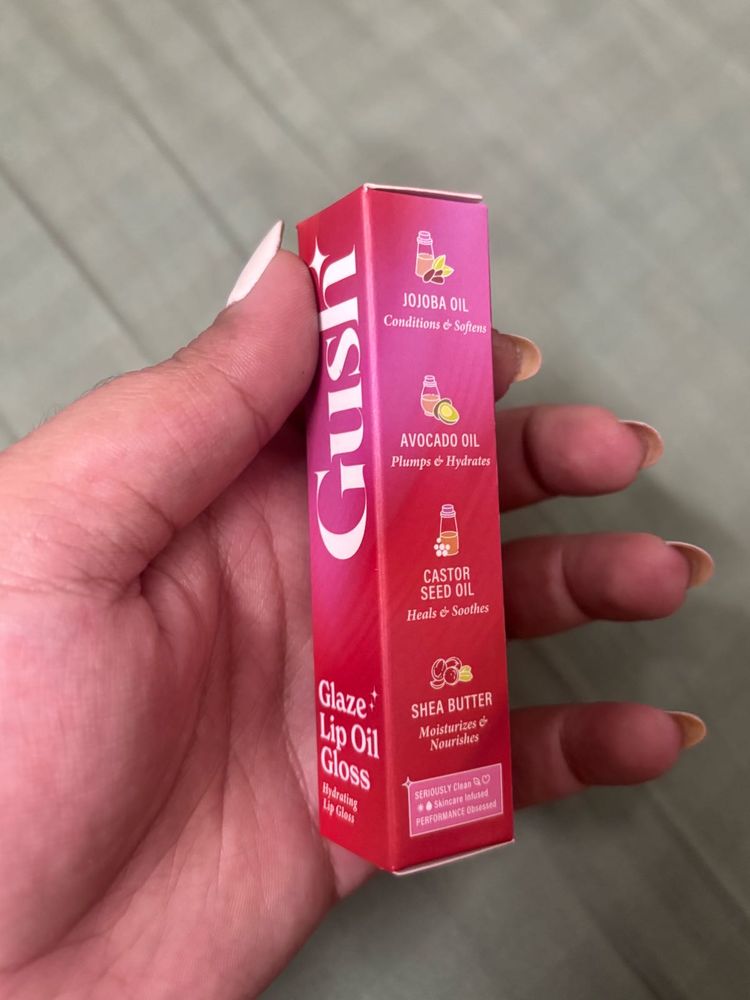 Gush
Glaze
Lip Oil
Gloss
Hydrating
Lip Gloss
JOJOBA OIL
Conditions & Softens
AVOCADO OIL
Plumps & Hydrates
CASTOR
SEED OIL
Heals & Soothes
SHEA BUTTER
Moisturizes &
Nourishes
SERIOUSLY Clean
Skincare Infused
PERFORMANCE Obsessed